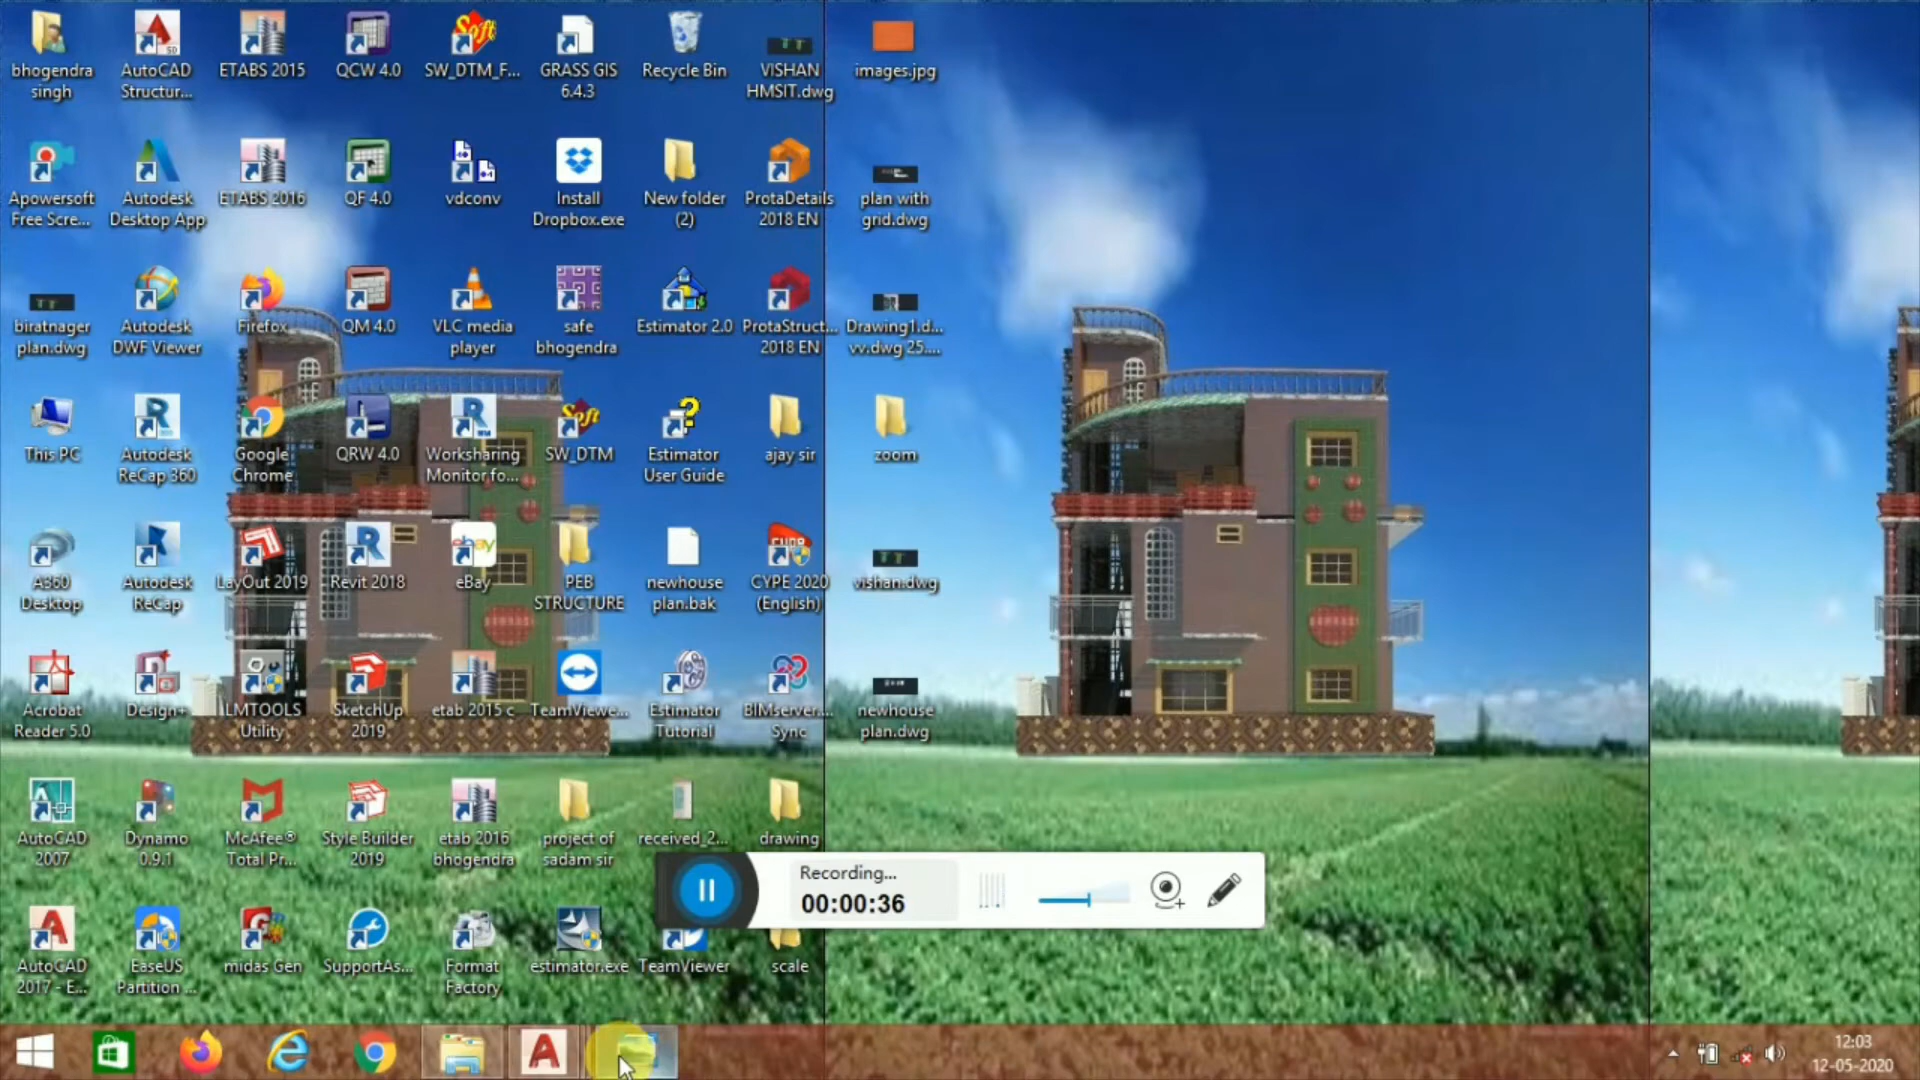 bhogendra
singh
AutoCAD
Structur...
ETABS 2015
QCW 4.0
SW_DTM_F...
GRASS GIS
6.4.3
Recycle Bin
VISHAN
HMSIT.dwg
images.jpg
Apowersoft
Free Scre...
Autodesk
Desktop App
ETABS 2016
QF 4.0
vdconv
Install
Dropbox.exe
New folder
(2)
ProtaDetails
2018 EN
plan with
grid.dwg
biratnager
plan.dwg
Autodesk
DWF Viewer
Firefox
QM 4.0
VLC media
player
safe
bhogendra
Estimator 2.0
ProtaStruct...
2018 EN
Drawing1.d...
vv.dwg 25....
This PC
Autodesk
ReCap 360
Google
Chrome
QRW 4.0
Worksharing
Monitor fo...
SW_DTM
Estimator
User Guide
ajay sir
zoom
A360
Desktop
Autodesk
ReCap
LayOut 2019
Revit 2018
eBay
PEB
STRUCTURE
newhouse
plan.bak
CYPE 2020
(English)
vishan.dwg
Acrobat
Reader 5.0
Design+
LMTOOLS
Utility
SketchUp
2019
etab 2015 c
TeamViewe...
Estimator
Tutorial
BIMserver....
Sync
newhouse
plan.dwg
AutoCAD
2007
Dynamo
0.9.1
McAfee®
Total Pr...
Style Builder
2019
etab 2016
bhogendra
project of
sadam sir
received_2...
drawing
Recording...
00:00:36
AutoCAD
2017 - E...
EaseUS
Partition ...
midas Gen
SupportAs...
Format
Factory
estimator.exe
TeamViewer
scale
12:03
12-05-2020